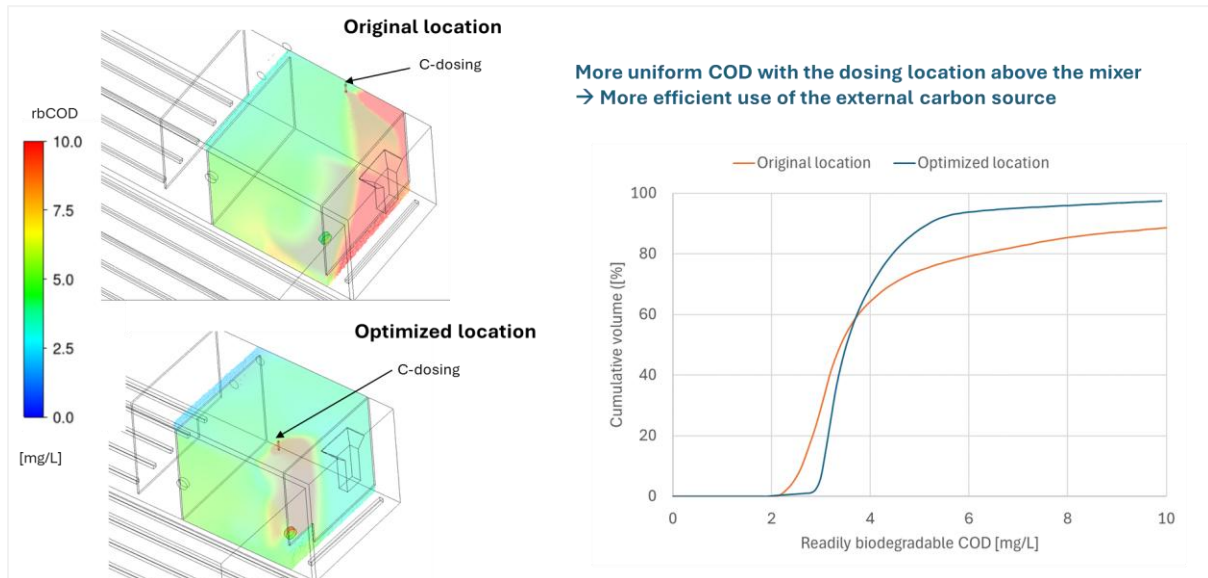 Original location
C-dosing
rbCOD
10.0
7.5
5.0
2.5
0.0
[mg/L]
Optimized location
C-dosing
More uniform COD with the dosing location above the mixer
→ More efficient use of the external carbon source
Original location
Optimized location
Cumulative volume ([%]
100
80
60
40
20
0
0 2 4 6 8 10
Readily biodegradable COD [mg/L]